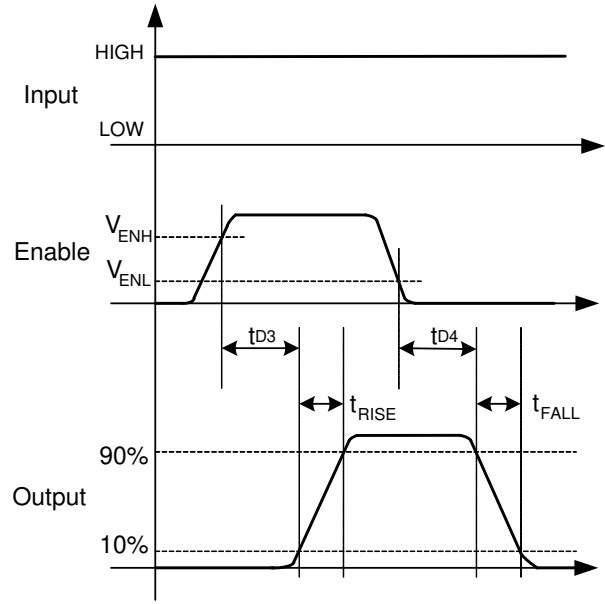 HIGH
Input
LOW
VENH
Enable
VENL
tD3
tD4
tRISE
tFALL
90%
Output
10%